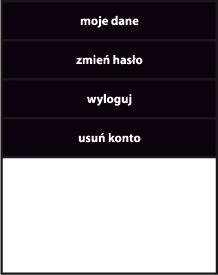 moje dane
zmień hasło
wyloguj
usuń konto